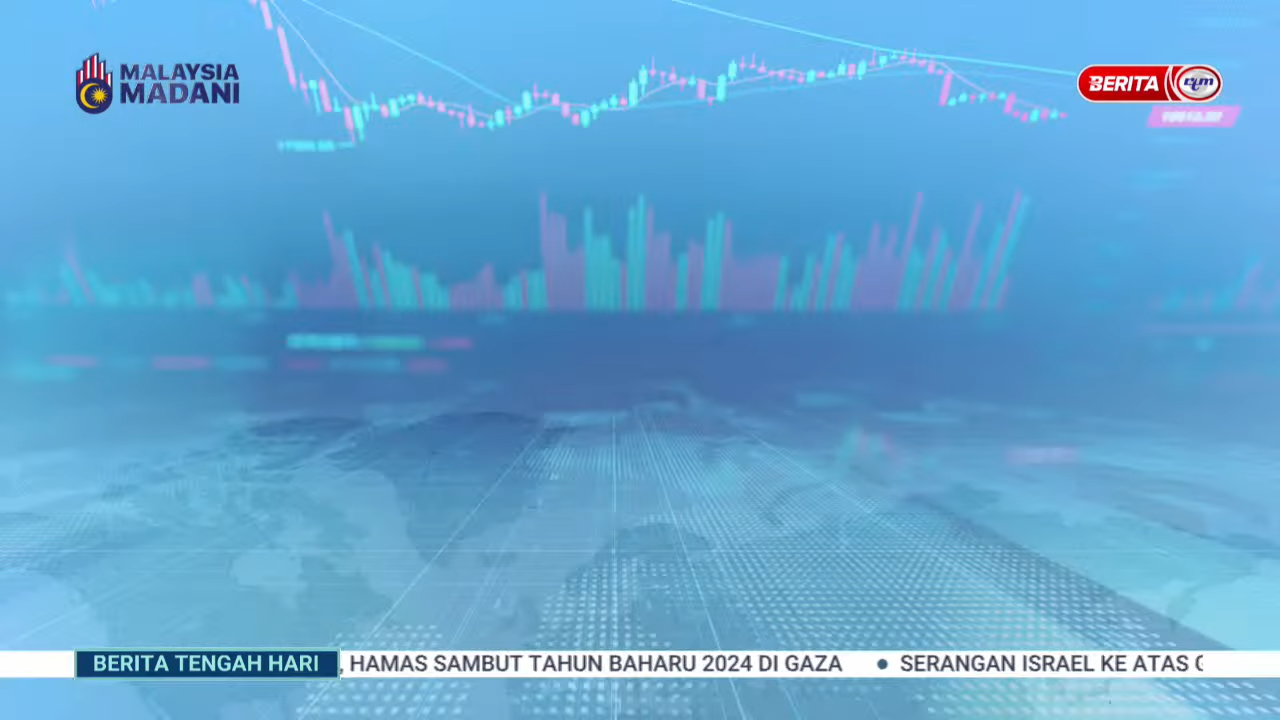 MALAYSIA
MADANI
BERITA rtm
BERITA TENGAH HARI
, HAMAS SAMBUT TAHUN BAHARU 2024 DI GAZA • SERANGAN ISRAEL KE ATAS